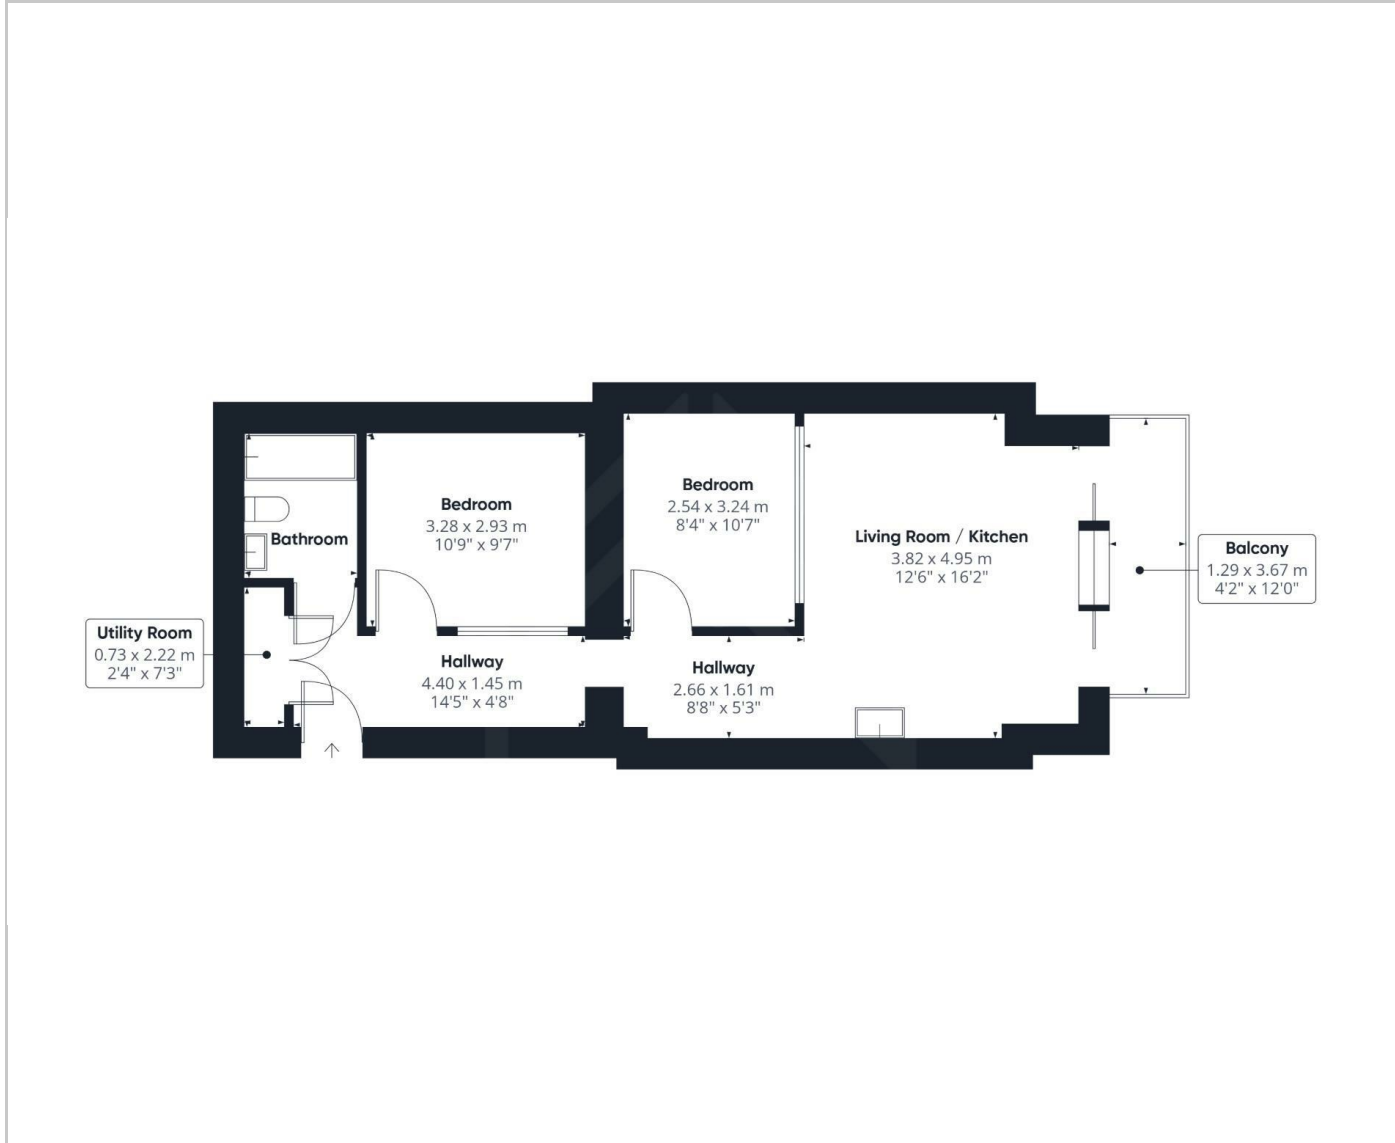 Bathroom
Bedroom
3.28 x 2.93 m
10'9" x 9'7"
Bedroom
2.54 x 3.24 m
8'4" x 10'7"
Living Room / Kitchen
3.82 x 4.95 m
12'6" x 16'2"
Balcony
1.29 x 3.67 m
4'2" x 12'0"
Utility Room
0.73 x 2.22 m
2'4" x 7'3"
Hallway
4.40 x 1.45 m
14'5" x 4'8"
Hallway
2.66 x 1.61 m
8'8" x 5'3"